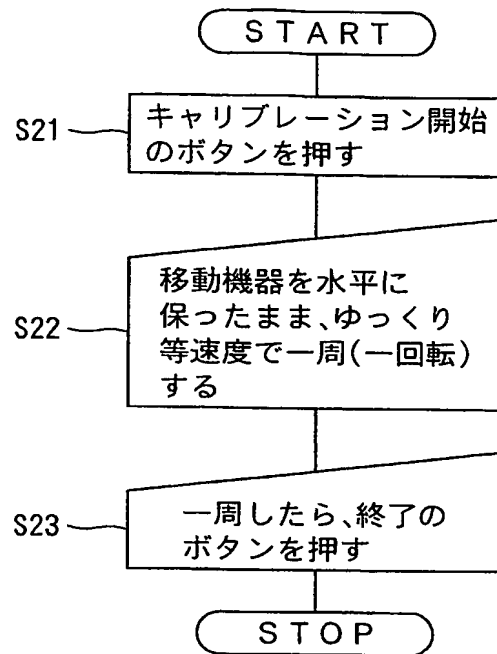 START
S21
キャリブレーション開始
のボタンを押す
S22
移動機器を水平に
保ったまま、ゆっくり
等速度で一周(一回転)
する
S23
一周したら、終了の
ボタンを押す
STOP